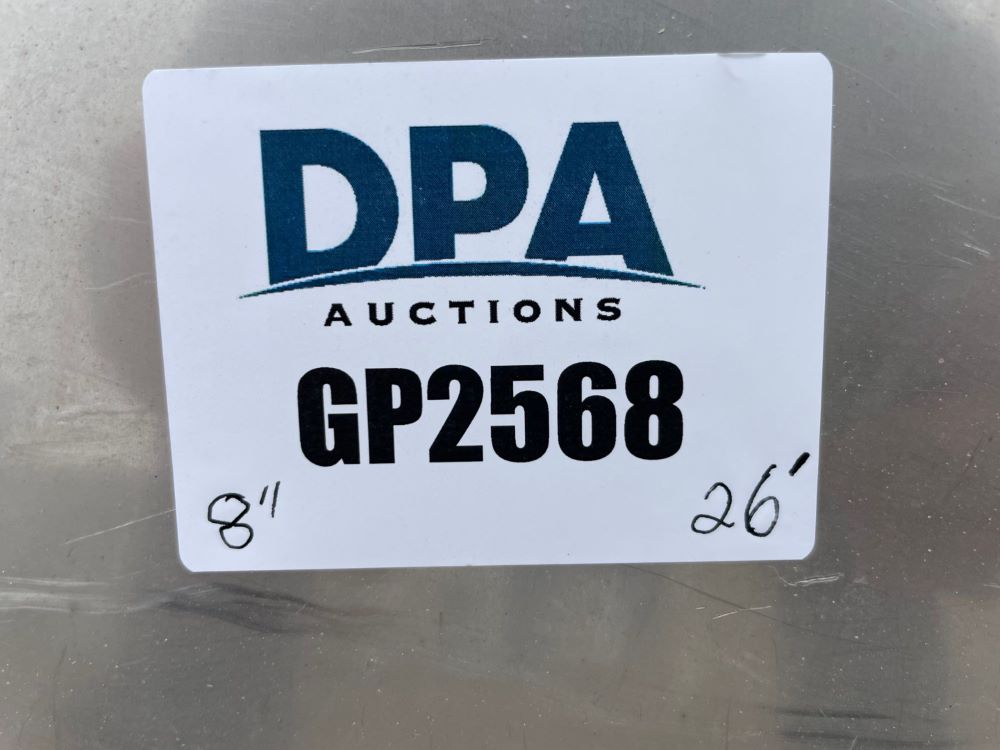 DPA
AUCTIONS
GP2568
8" 26'